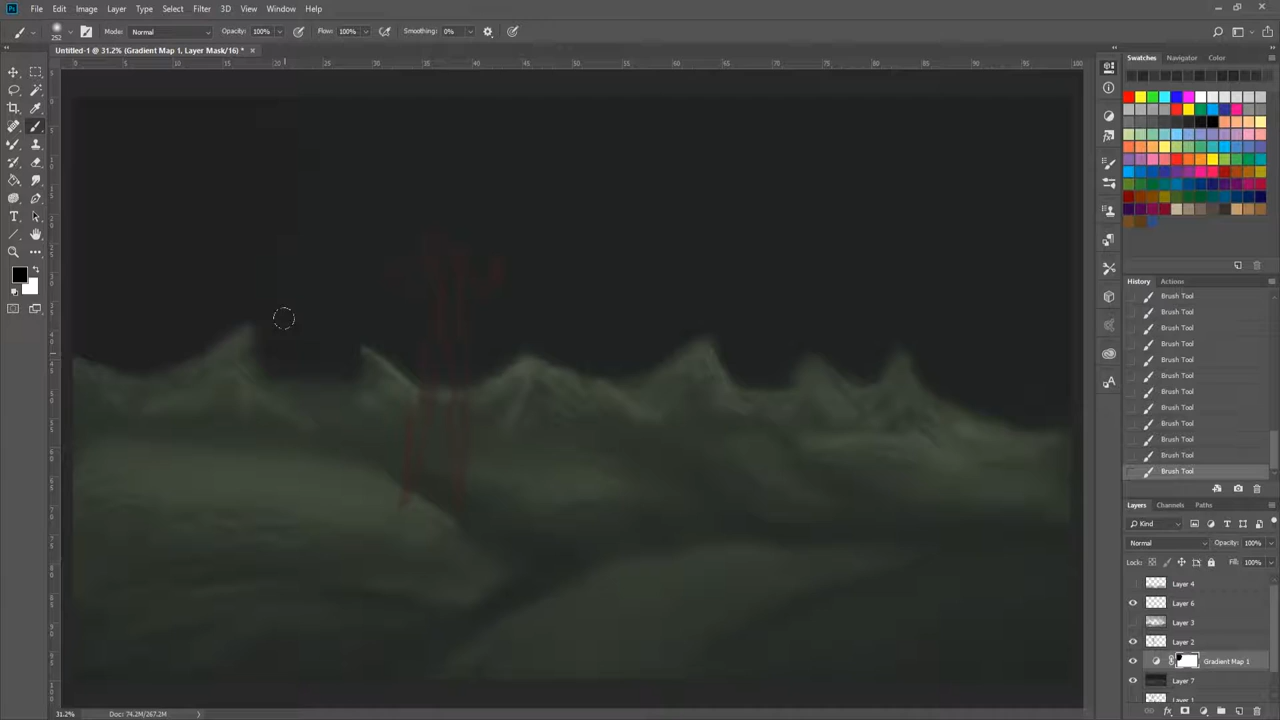 Ps File Edit Image Layer Type Select Filter 3D View Window Help
252 Mode: Normal Opacity: 100% Flow: 100% Smoothing: 0%
Untitled-1 @ 31.2% (Gradient Map 1, Layer Mask/16) *
Swatches Navigator Color
History Actions
Brush Tool
Brush Tool
Brush Tool
Brush Tool
Brush Tool
Brush Tool
Brush Tool
Brush Tool
Brush Tool
Brush Tool
Brush Tool
Brush Tool
Layers Channels Paths
Kind
Normal Opacity: 100%
Lock: Fill: 100%
Layer 4
Layer 6
Layer 3
Layer 2
Gradient Map 1
Layer 7
Layer 1
31.2% Doc: 74.2M/267.2M